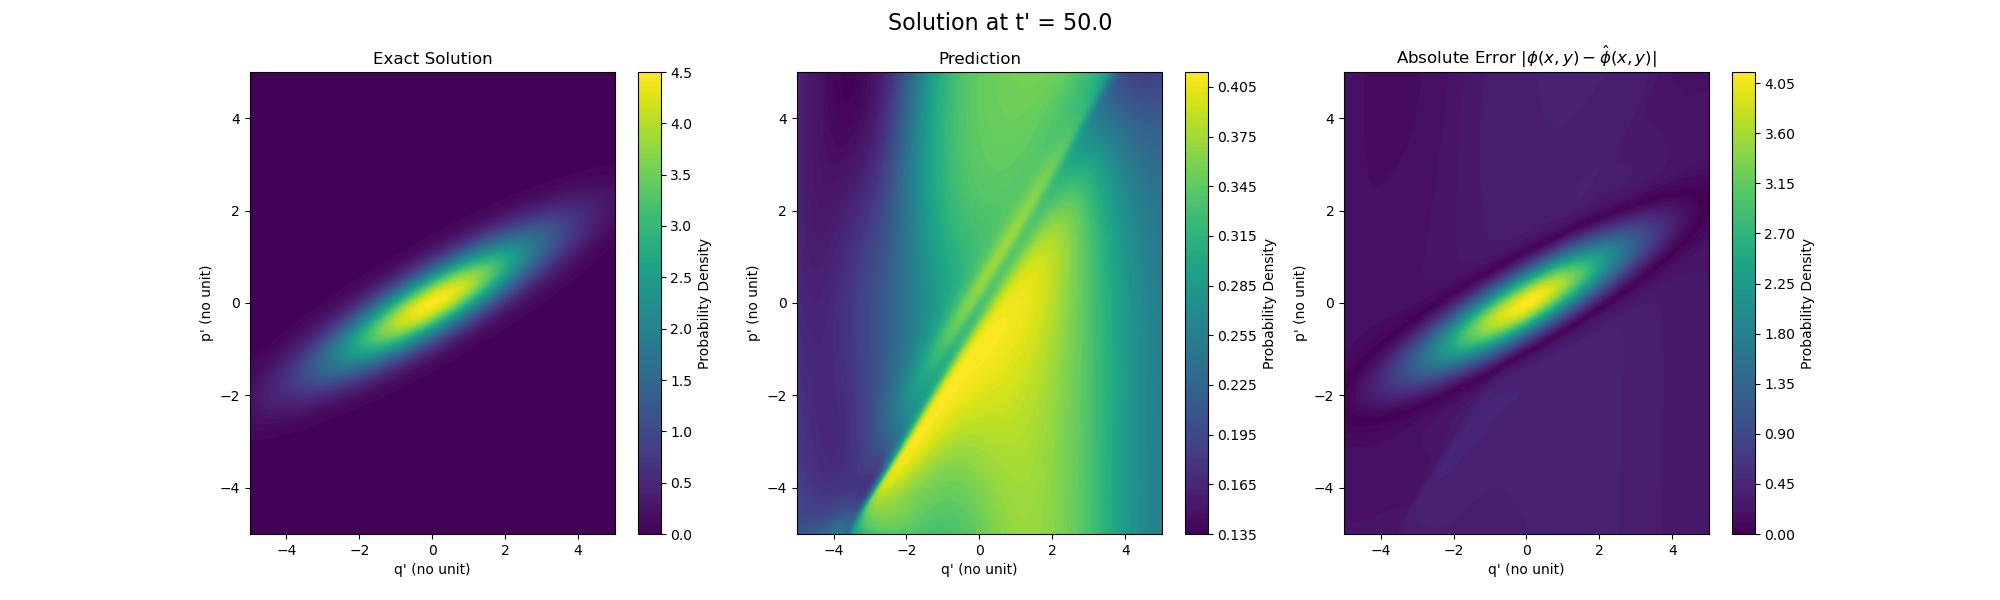 Solution at t' = 50.0
Exact Solution
Prediction
Absolute Error |ϕ(x, y) − ϕ̂(x, y)|
4
2
0
−2
−4
p' (no unit)
−4 −2 0 2 4
q' (no unit)
4.5
4.0
3.5
3.0
2.5
2.0
1.5
1.0
0.5
0.0
Probability Density
4
2
0
−2
−4
p' (no unit)
−4 −2 0 2 4
q' (no unit)
0.405
0.375
0.345
0.315
0.285
0.255
0.225
0.195
0.165
0.135
Probability Density
4
2
0
−2
−4
p' (no unit)
−4 −2 0 2 4
q' (no unit)
4.05
3.60
3.15
2.70
2.25
1.80
1.35
0.90
0.45
0.00
Probability Density